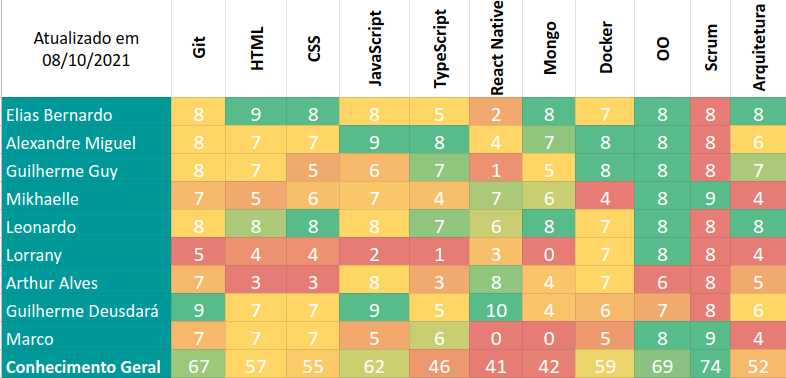 Atualizado em
08/10/2021
Git HTML CSS JavaScript TypeScript React Native Mongo Docker OO Scrum Arquitetura
Elias Bernardo 8 9 8 8 5 2 8 7 8 8 8
Alexandre Miguel 8 7 7 9 8 4 7 8 8 8 6
Guilherme Guy 8 7 5 6 7 1 5 8 8 8 7
Mikhaelle 7 5 6 7 4 7 6 4 8 9 4
Leonardo 8 8 8 8 7 6 8 7 8 8 8
Lorrany 5 4 4 2 1 3 0 7 8 8 4
Arthur Alves 7 3 3 8 3 8 4 7 6 8 5
Guilherme Deusdará 9 7 7 9 5 10 4 6 7 8 6
Marco 7 7 7 5 6 0 0 5 8 9 4
Conhecimento Geral 67 57 55 62 46 41 42 59 69 74 52